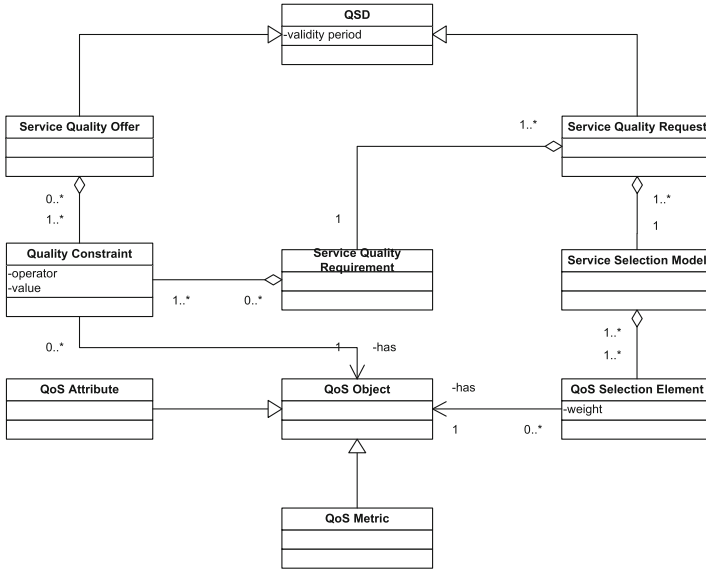 QSD
-validity period
Service Quality Offer
1..*
Service Quality Request
0..*
1..*
1..*
1
1
Quality Constraint
-operator
-value
Service Quality
Requirement
Service Selection Model
1..*
0..*
1..*
0..*
1
-has
1..*
QoS Attribute
QoS Object
-has
QoS Selection Element
-weight
1
0..*
QoS Metric